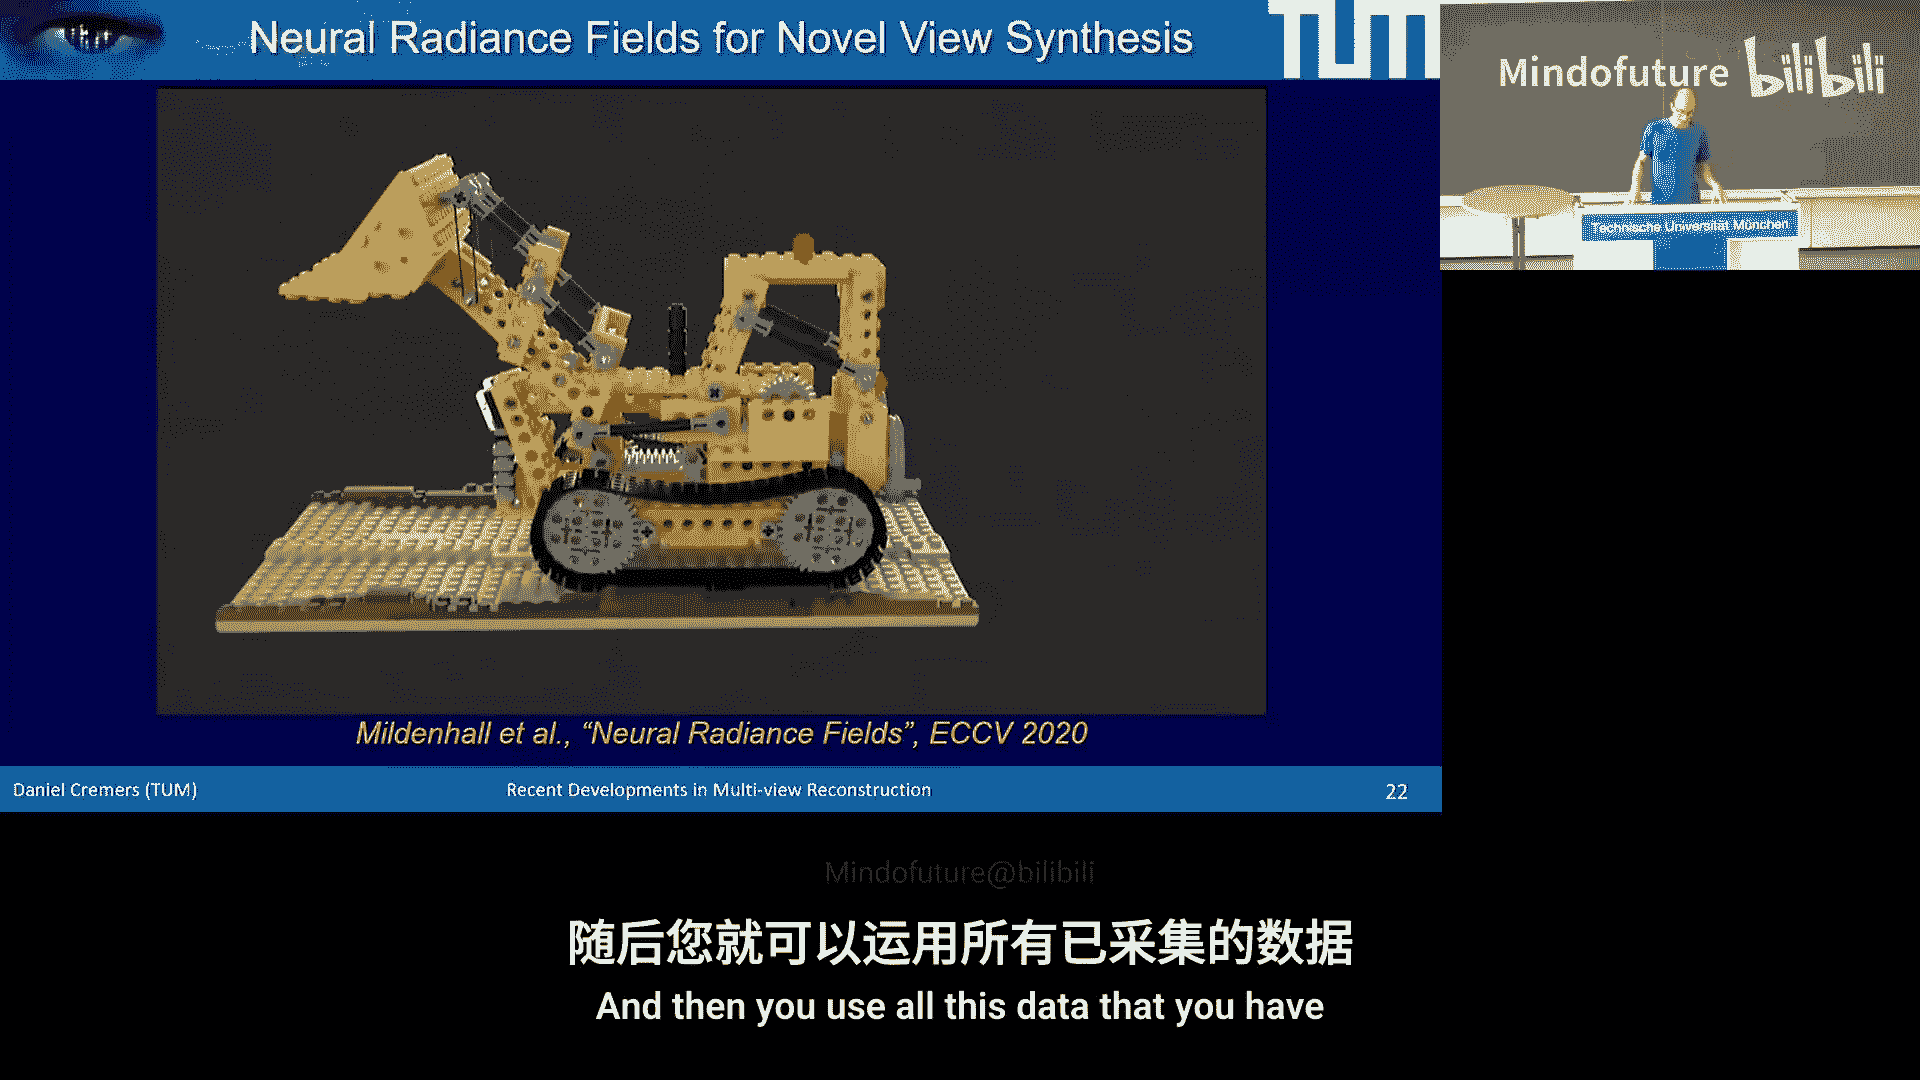 Neural Radiance Fields for Novel View Synthesis
TUM
Mindofuture bilibili
Technische Universität München
Mildenhall et al., “Neural Radiance Fields”, ECCV 2020
Daniel Cremers (TUM)
Recent Developments in Multi-view Reconstruction
22
Mindofuture@bilibili
随后您就可以运用所有已采集的数据
And then you use all this data that you have